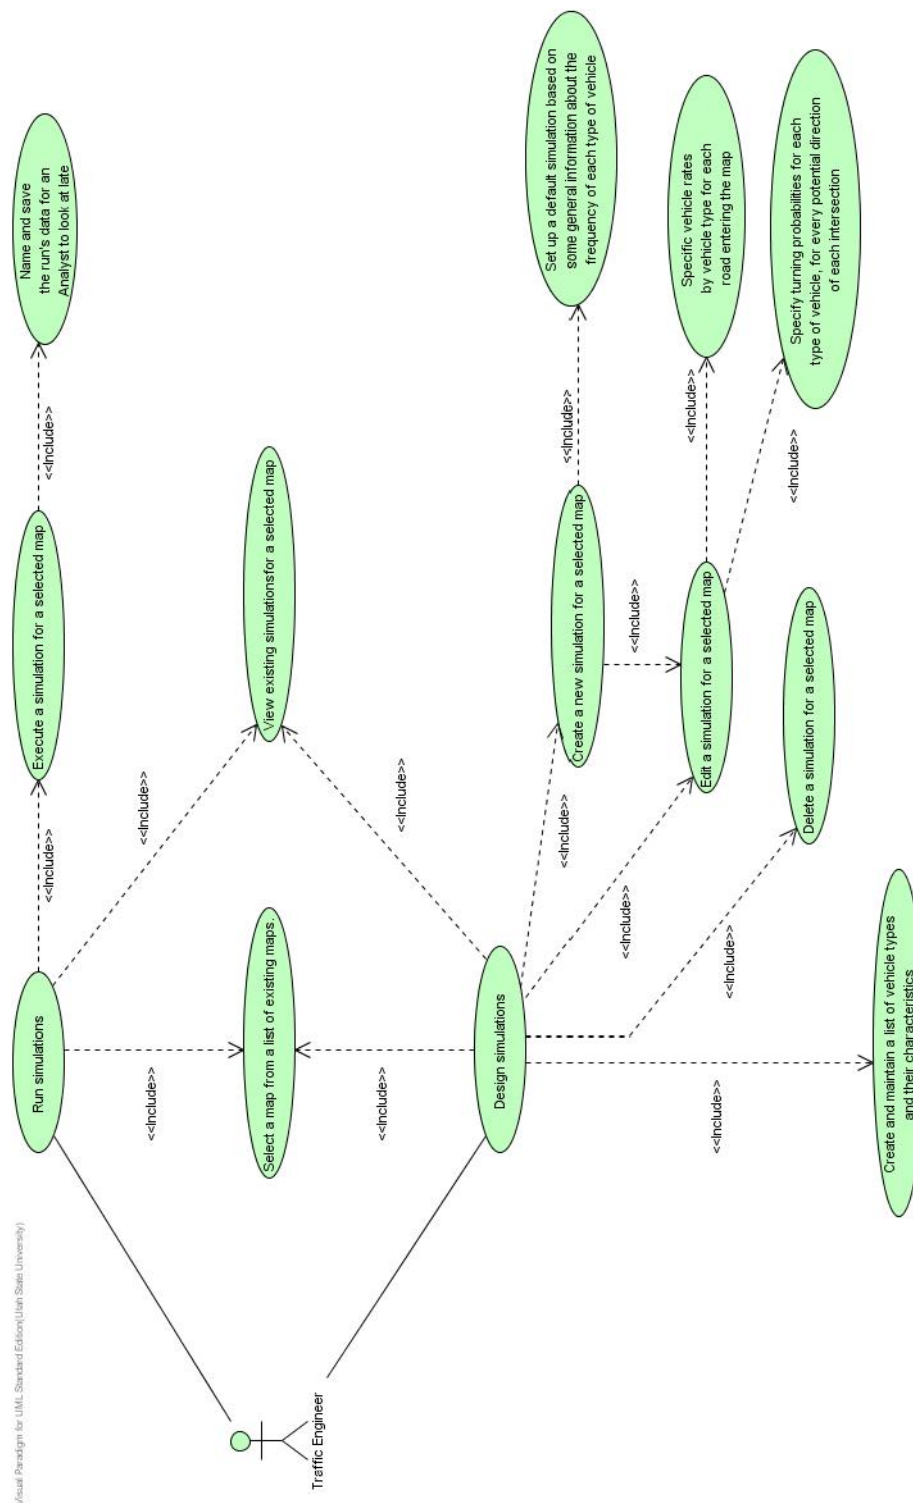 Visual Paradigm for UML Standard Edition(Utah State University)
Run simulations
<<Include>>
Execute a simulation for a selected map
<<Include>>
Name and save
the run's data for an
Analyst to look at late
<<Include>>
<<Include>>
Select a map from a list of existing maps.
View existing simulationsfor a selected map
Traffic Engineer
<<Include>>
<<Include>>
Design simulations
<<Include>>
Create a new simulation for a selected map
<<Include>>
Set up a default simulation based on
some general information about the
frequency of each type of vehicle
<<Include>>
<<Include>>
Edit a simulation for a selected map
<<Include>>
Specific vehicle rates
by vehicle type for each
road entering the map
<<Include>>
<<Include>>
Delete a simulation for a selected map
Specify turning probabilities for each
type of vehicle, for every potential direction
of each intersection
<<Include>>
Create and maintain a list of vehicle types
and their characteristics